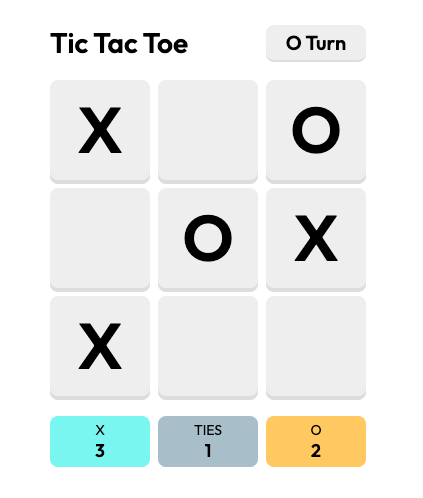 Tic Tac Toe
O Turn
X O
O X
X
X TIES O
3 1 2